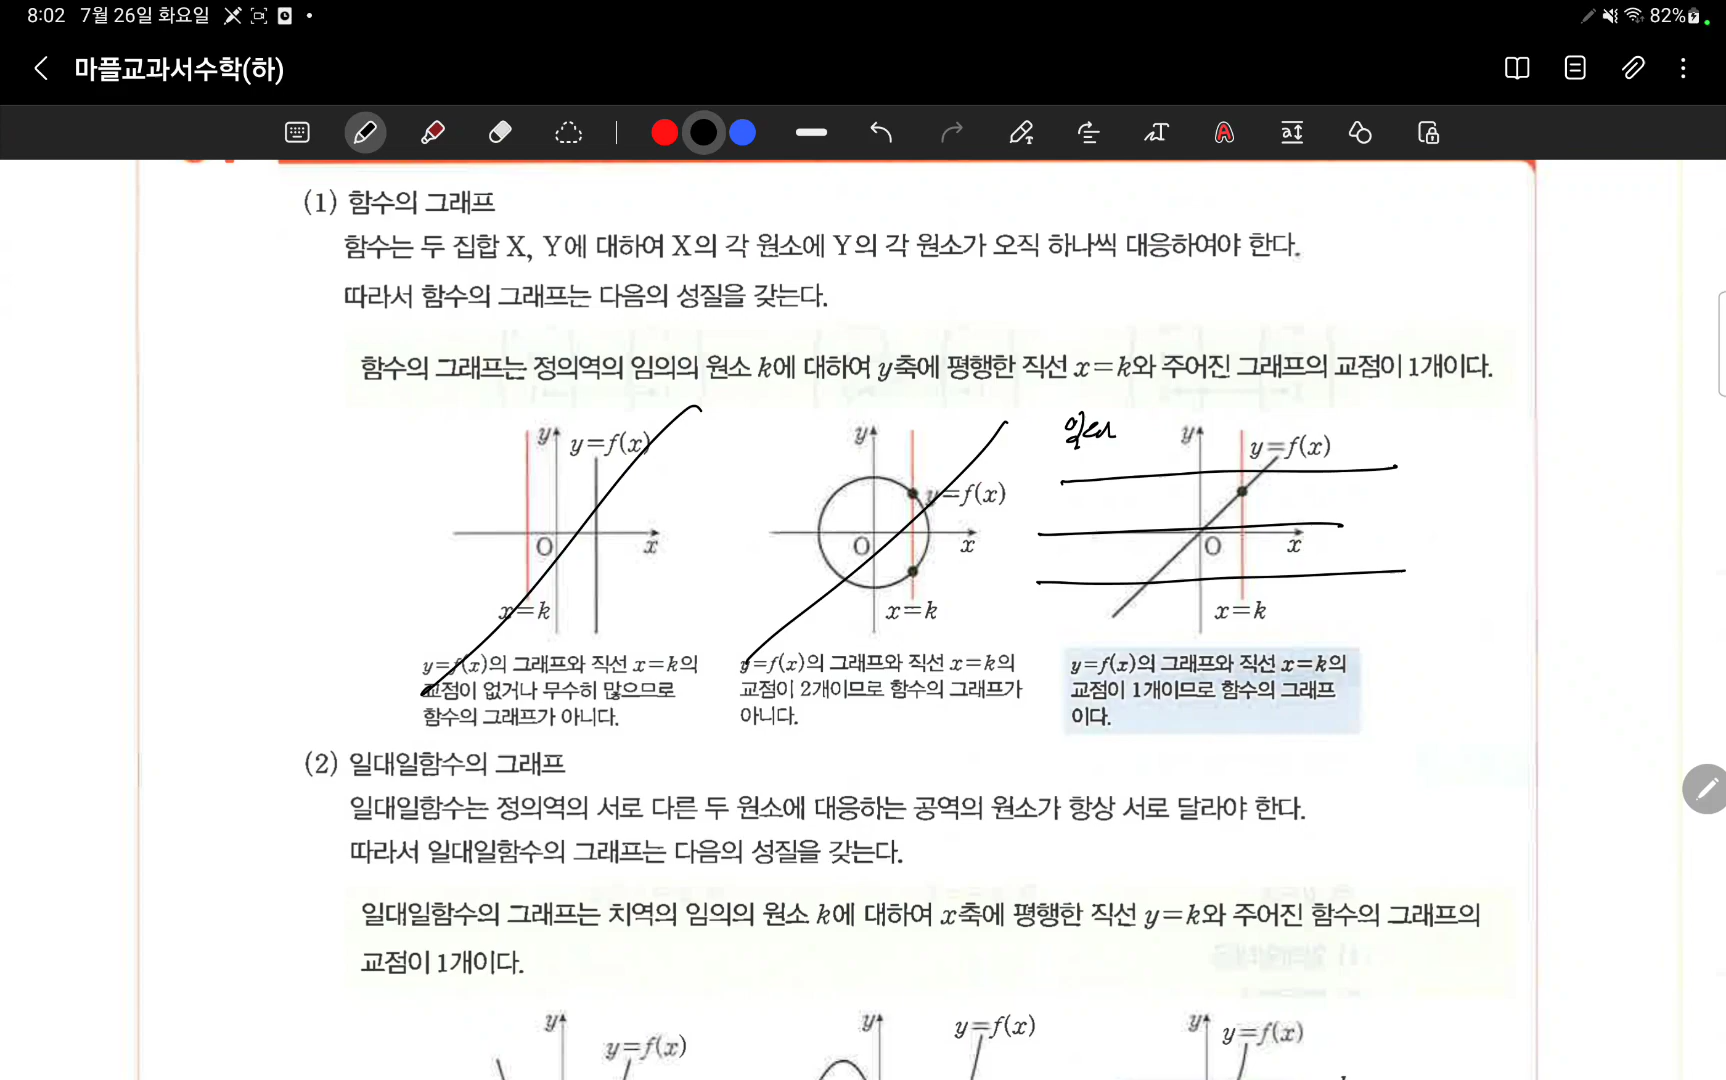 8:02 7월 26일 화요일
82%
마플교과서수학(하)
(1) 함수의 그래프
함수는 두 집합 X, Y에 대하여 X의 각 원소에 Y의 각 원소가 오직 하나씩 대응하여야 한다.
따라서 함수의 그래프는 다음의 성질을 갖는다.
함수의 그래프는 정의역의 임의의 원소 k에 대하여 y축에 평행한 직선 x=k와 주어진 그래프의 교점이 1개이다.
y
y=f(x)
O
x
x=k
y=f(x)의 그래프와 직선 x=k의
교점이 없거나 무수히 많으므로
함수의 그래프가 아니다.
y
y=f(x)
O
x
x=k
y=f(x)의 그래프와 직선 x=k의
교점이 2개이므로 함수의 그래프가
아니다.
y
y=f(x)
O
x
x=k
y=f(x)의 그래프와 직선 x=k의
교점이 1개이므로 함수의 그래프
이다.
(2) 일대일함수의 그래프
일대일함수는 정의역의 서로 다른 두 원소에 대응하는 공역의 원소가 항상 서로 달라야 한다.
따라서 일대일함수의 그래프는 다음의 성질을 갖는다.
일대일함수의 그래프는 치역의 임의의 원소 k에 대하여 x축에 평행한 직선 y=k와 주어진 함수의 그래프의
교점이 1개이다.
y
y=f(x)
y
y=f(x)
y
y=f(x)